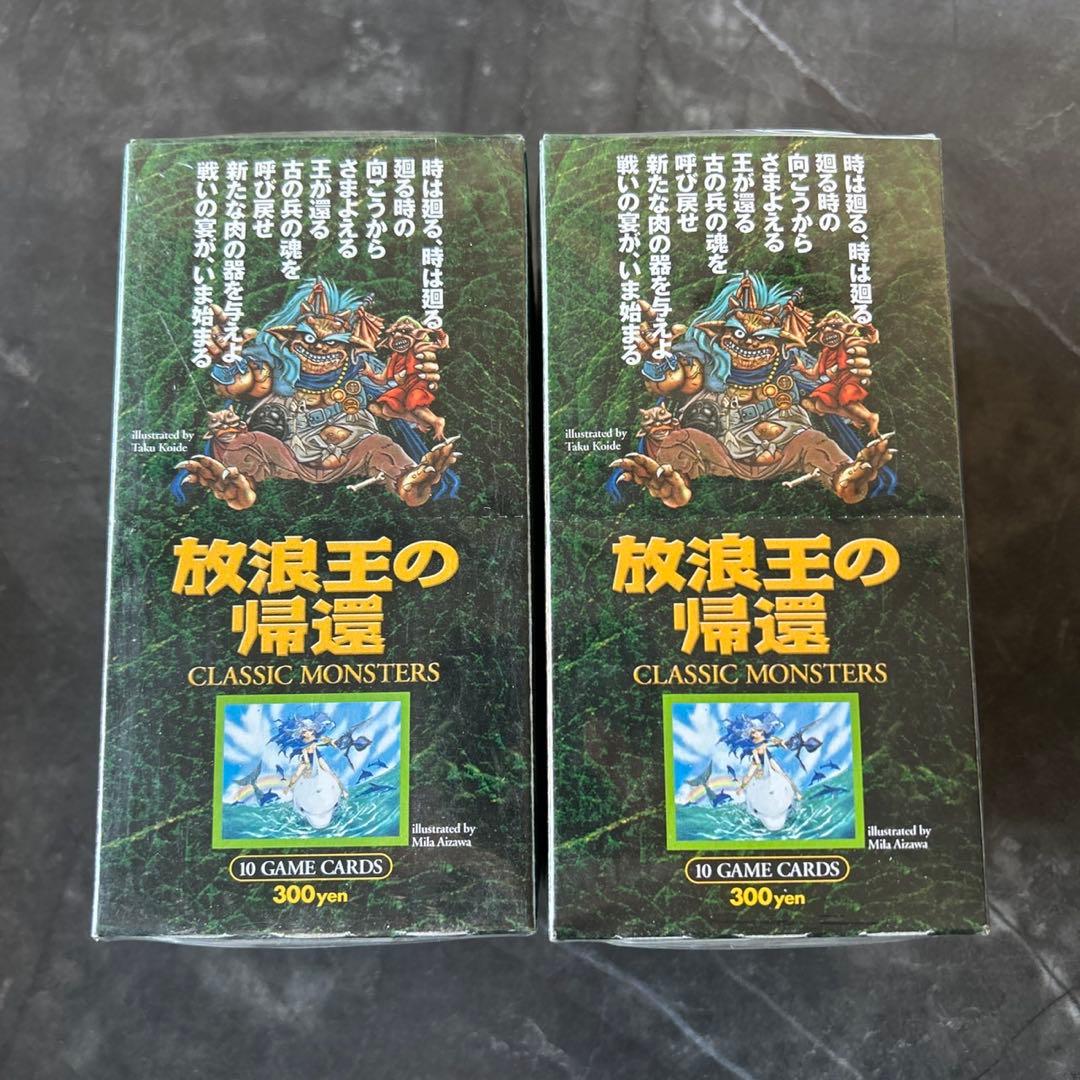 時は廻る、時は廻る
廻る時の
向こうから
さまよえる
王が還る
古の兵の魂を
呼び戻せ
新たな肉の器を与えよ
戦いの宴が、いま始まる
illustrated by
Taku Koide
放浪王の
帰還
CLASSIC MONSTERS
illustrated by
Mila Aizawa
10 GAME CARDS
300yen
時は廻る、時は廻る
廻る時の
向こうから
さまよえる
王が還る
古の兵の魂を
呼び戻せ
新たな肉の器を与えよ
戦いの宴が、いま始まる
illustrated by
Taku Koide
放浪王の
帰還
CLASSIC MONSTERS
illustrated by
Mila Aizawa
10 GAME CARDS
300yen